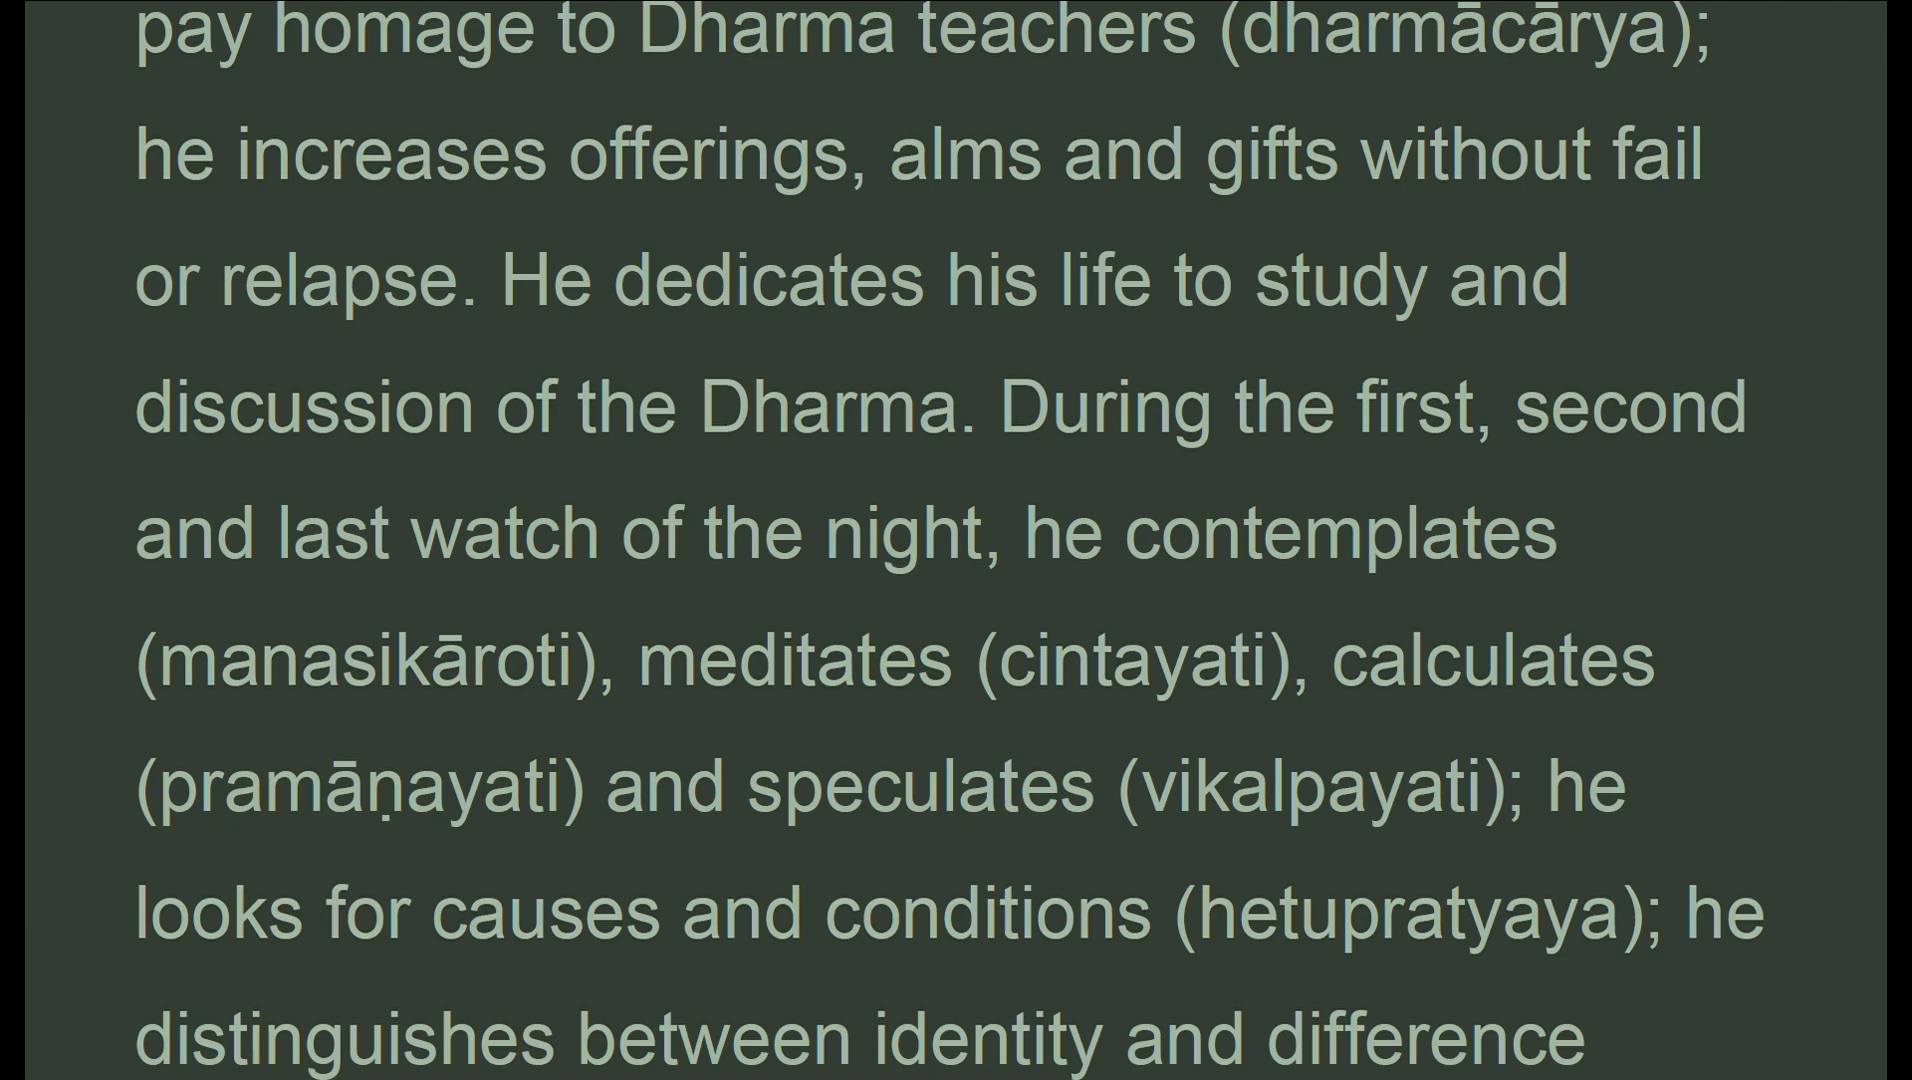 pay homage to Dharma teachers (dharmācārya);
he increases offerings, alms and gifts without fail
or relapse. He dedicates his life to study and
discussion of the Dharma. During the first, second
and last watch of the night, he contemplates
(manasikāroti), meditates (cintayati), calculates
(pramāṇayati) and speculates (vikalpayati); he
looks for causes and conditions (hetupratyaya); he
distinguishes between identity and difference